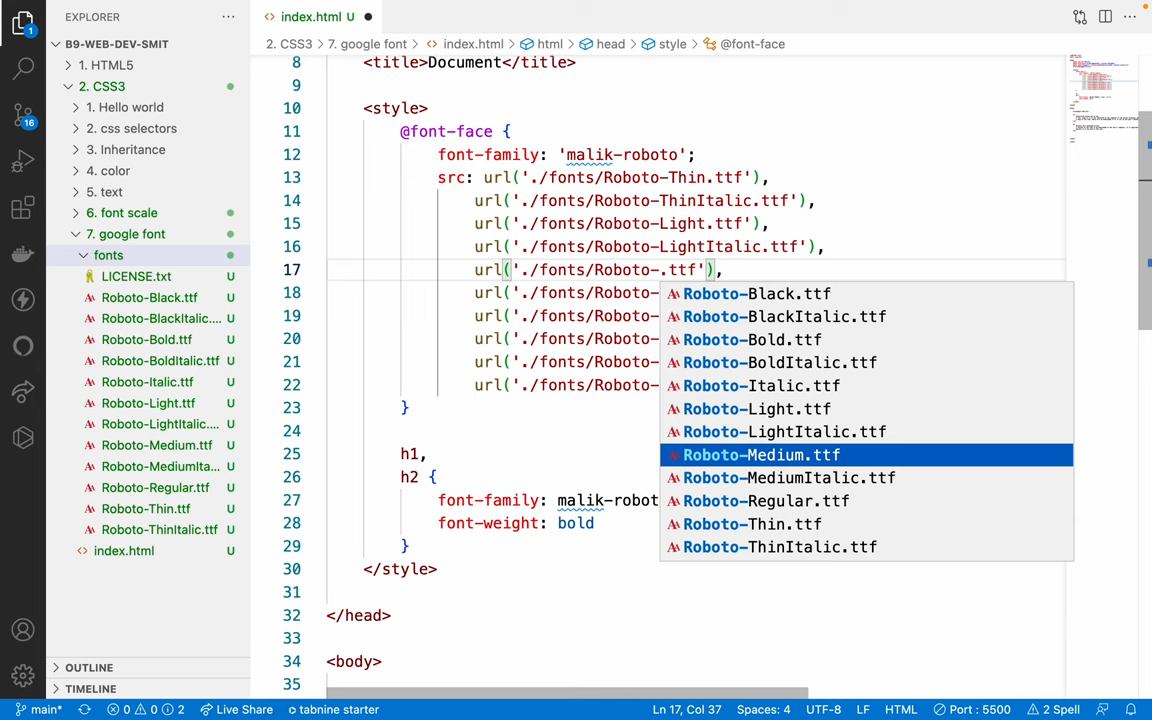 EXPLORER
index.html U
B9-WEB-DEV-SMIT
2. CSS3 > 7. google font > index.html > html > head > style > @font-face
1. HTML5
2. CSS3
1. Hello world
2. css selectors
3. Inheritance
4. color
5. text
6. font scale
7. google font
fonts
LICENSE.txt U
Roboto-Black.ttf U
Roboto-BlackItalic.... U
Roboto-Bold.ttf U
Roboto-BoldItalic.ttf U
Roboto-Italic.ttf U
Roboto-Light.ttf U
Roboto-LightItalic.... U
Roboto-Medium.ttf U
Roboto-MediumIta... U
Roboto-Regular.ttf U
Roboto-Thin.ttf U
Roboto-ThinItalic.ttf U
index.html U
OUTLINE
TIMELINE
1
16
8 <title>Document</title>
9
10 <style>
11 @font-face {
12 font-family: 'malik-roboto';
13 src: url('./fonts/Roboto-Thin.ttf'),
14 url('./fonts/Roboto-ThinItalic.ttf'),
15 url('./fonts/Roboto-Light.ttf'),
16 url('./fonts/Roboto-LightItalic.ttf'),
17 url('./fonts/Roboto-.ttf'),
18 url('./fonts/Roboto-
19 url('./fonts/Roboto-
20 url('./fonts/Roboto-
21 url('./fonts/Roboto-
22 url('./fonts/Roboto-
23 }
24
25 h1,
26 h2 {
27 font-family: malik-robot
28 font-weight: bold
29 }
30 </style>
31
32 </head>
33
34 <body>
35
Roboto-Black.ttf
Roboto-BlackItalic.ttf
Roboto-Bold.ttf
Roboto-BoldItalic.ttf
Roboto-Italic.ttf
Roboto-Light.ttf
Roboto-LightItalic.ttf
Roboto-Medium.ttf
Roboto-MediumItalic.ttf
Roboto-Regular.ttf
Roboto-Thin.ttf
Roboto-ThinItalic.ttf
main* 0 0 2 Live Share tabnine starter Ln 17, Col 37 Spaces: 4 UTF-8 LF HTML Port : 5500 2 Spell